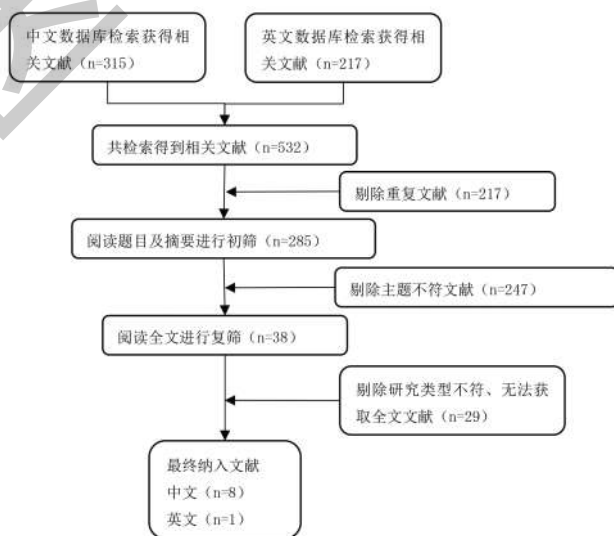 中文数据库检索获得相
关文献（n=315）
英文数据库检索获得相
关文献（n=217）
共检索得到相关文献（n=532）
剔除重复文献（n=217）
阅读题目及摘要进行初筛（n=285）
剔除主题不符文献（n=247）
阅读全文进行复筛（n=38）
剔除研究类型不符、无法获
取全文文献（n=29）
最终纳入文献
中文（n=8）
英文（n=1）